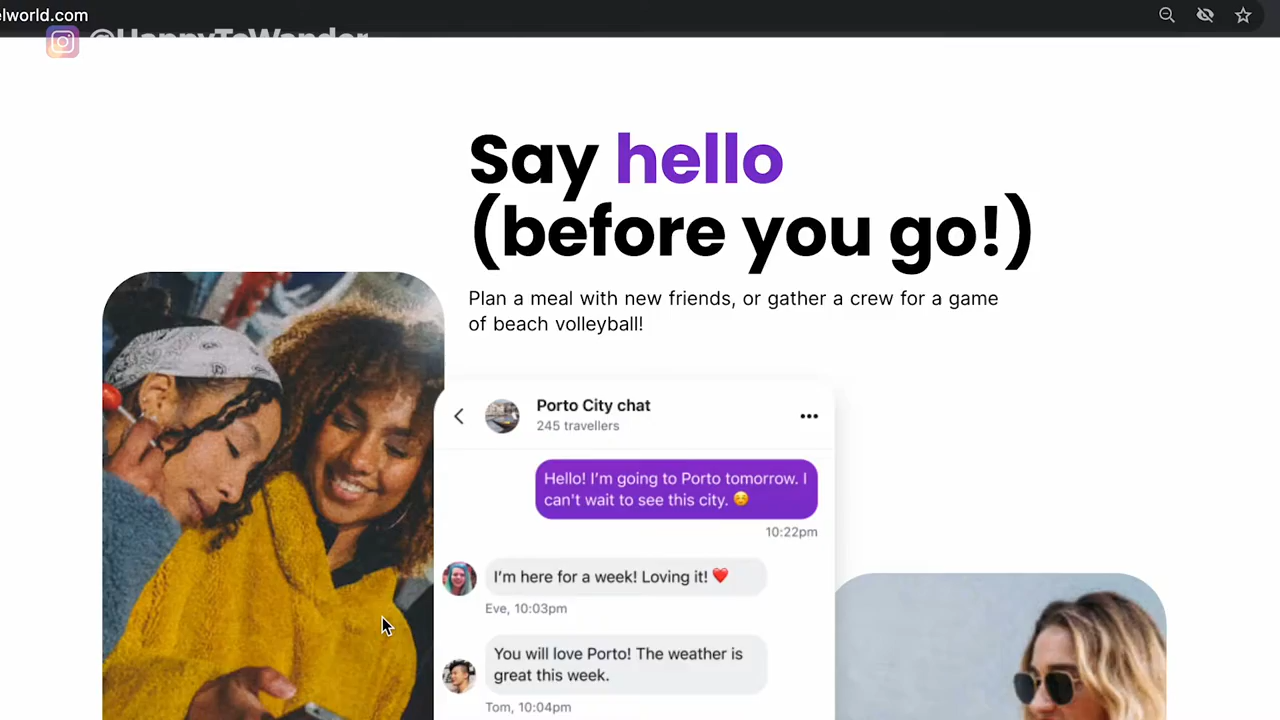 elworld.com
@HappyToWander
Say hello
(before you go!)
Plan a meal with new friends, or gather a crew for a game
of beach volleyball!
Porto City chat
245 travellers
Hello! I'm going to Porto tomorrow. I
can't wait to see this city. ☺️
10:22pm
I'm here for a week! Loving it! ❤️
Eve, 10:03pm
You will love Porto! The weather is
great this week.
Tom, 10:04pm